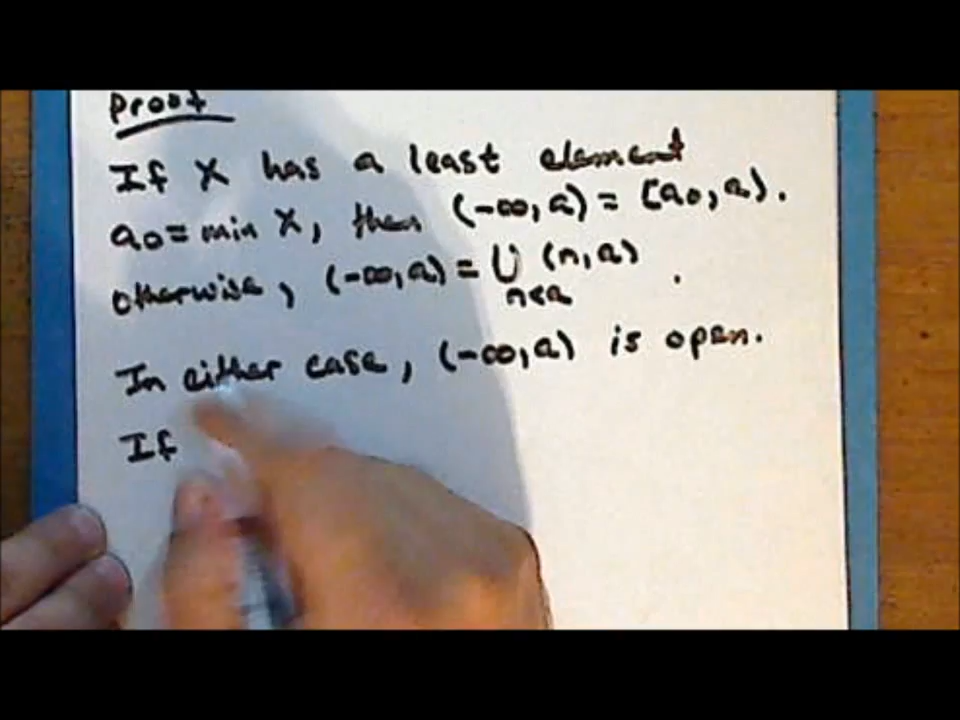 Proof
If X has a least element
a₀ = min X, then (-∞, a) = [a₀, a).
otherwise, (-∞, a) = ⋃ (n, a) .
n<a
In either case, (-∞, a) is open.
If